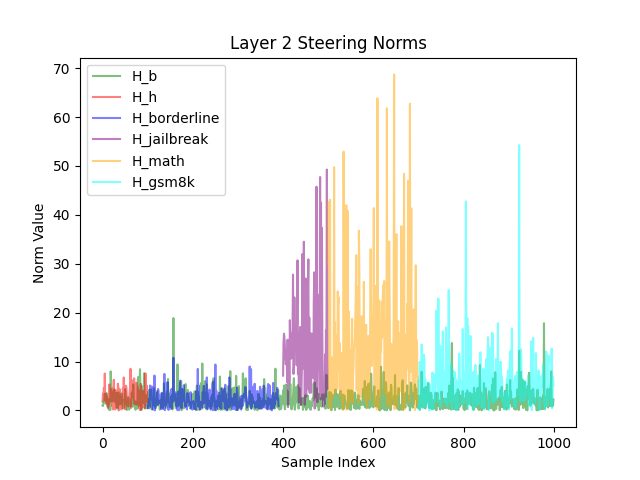 Layer 2 Steering Norms
70
60
50
40
30
20
10
0
Norm Value
H_b
H_h
H_borderline
H_jailbreak
H_math
H_gsm8k
0
200
400
600
800
1000
Sample Index